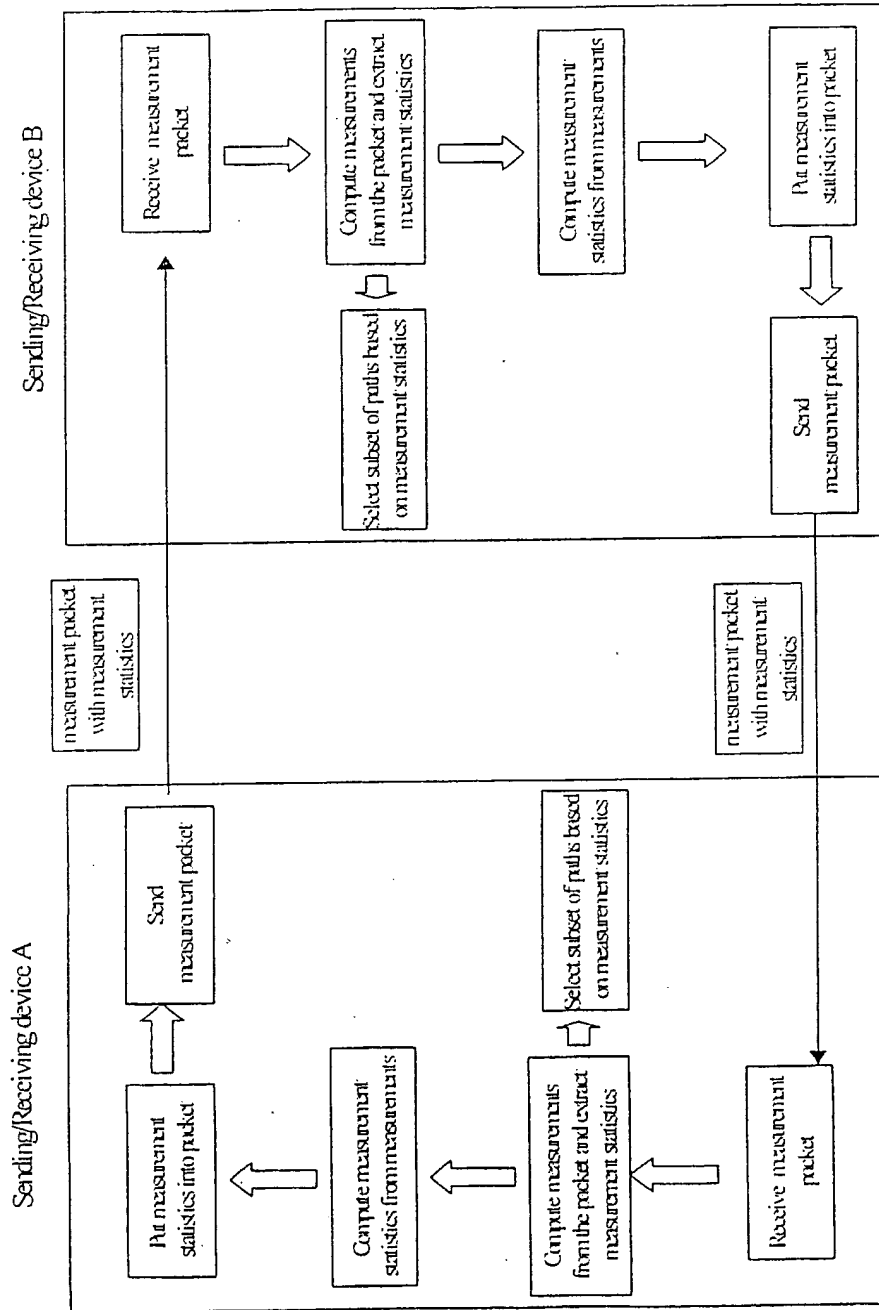 Sending/Receiving device A
Put measurement
statistics into packet
Send
measurement packet
Compute measurement
statistics from measurements
Compute measurements
from the packet and extract
measurement statistics
Select subset of paths based
on measurement statistics
Receive measurement
packet
measurement packet
with measurement
statistics
measurement packet
with measurement
statistics
Sending/Receiving device B
Receive measurement
packet
Compute measurements
from the packet and extract
measurement statistics
Select subset of paths based
on measurement statistics
Compute measurement
statistics from measurements
Put measurement
statistics into packet
Send
measurement packet